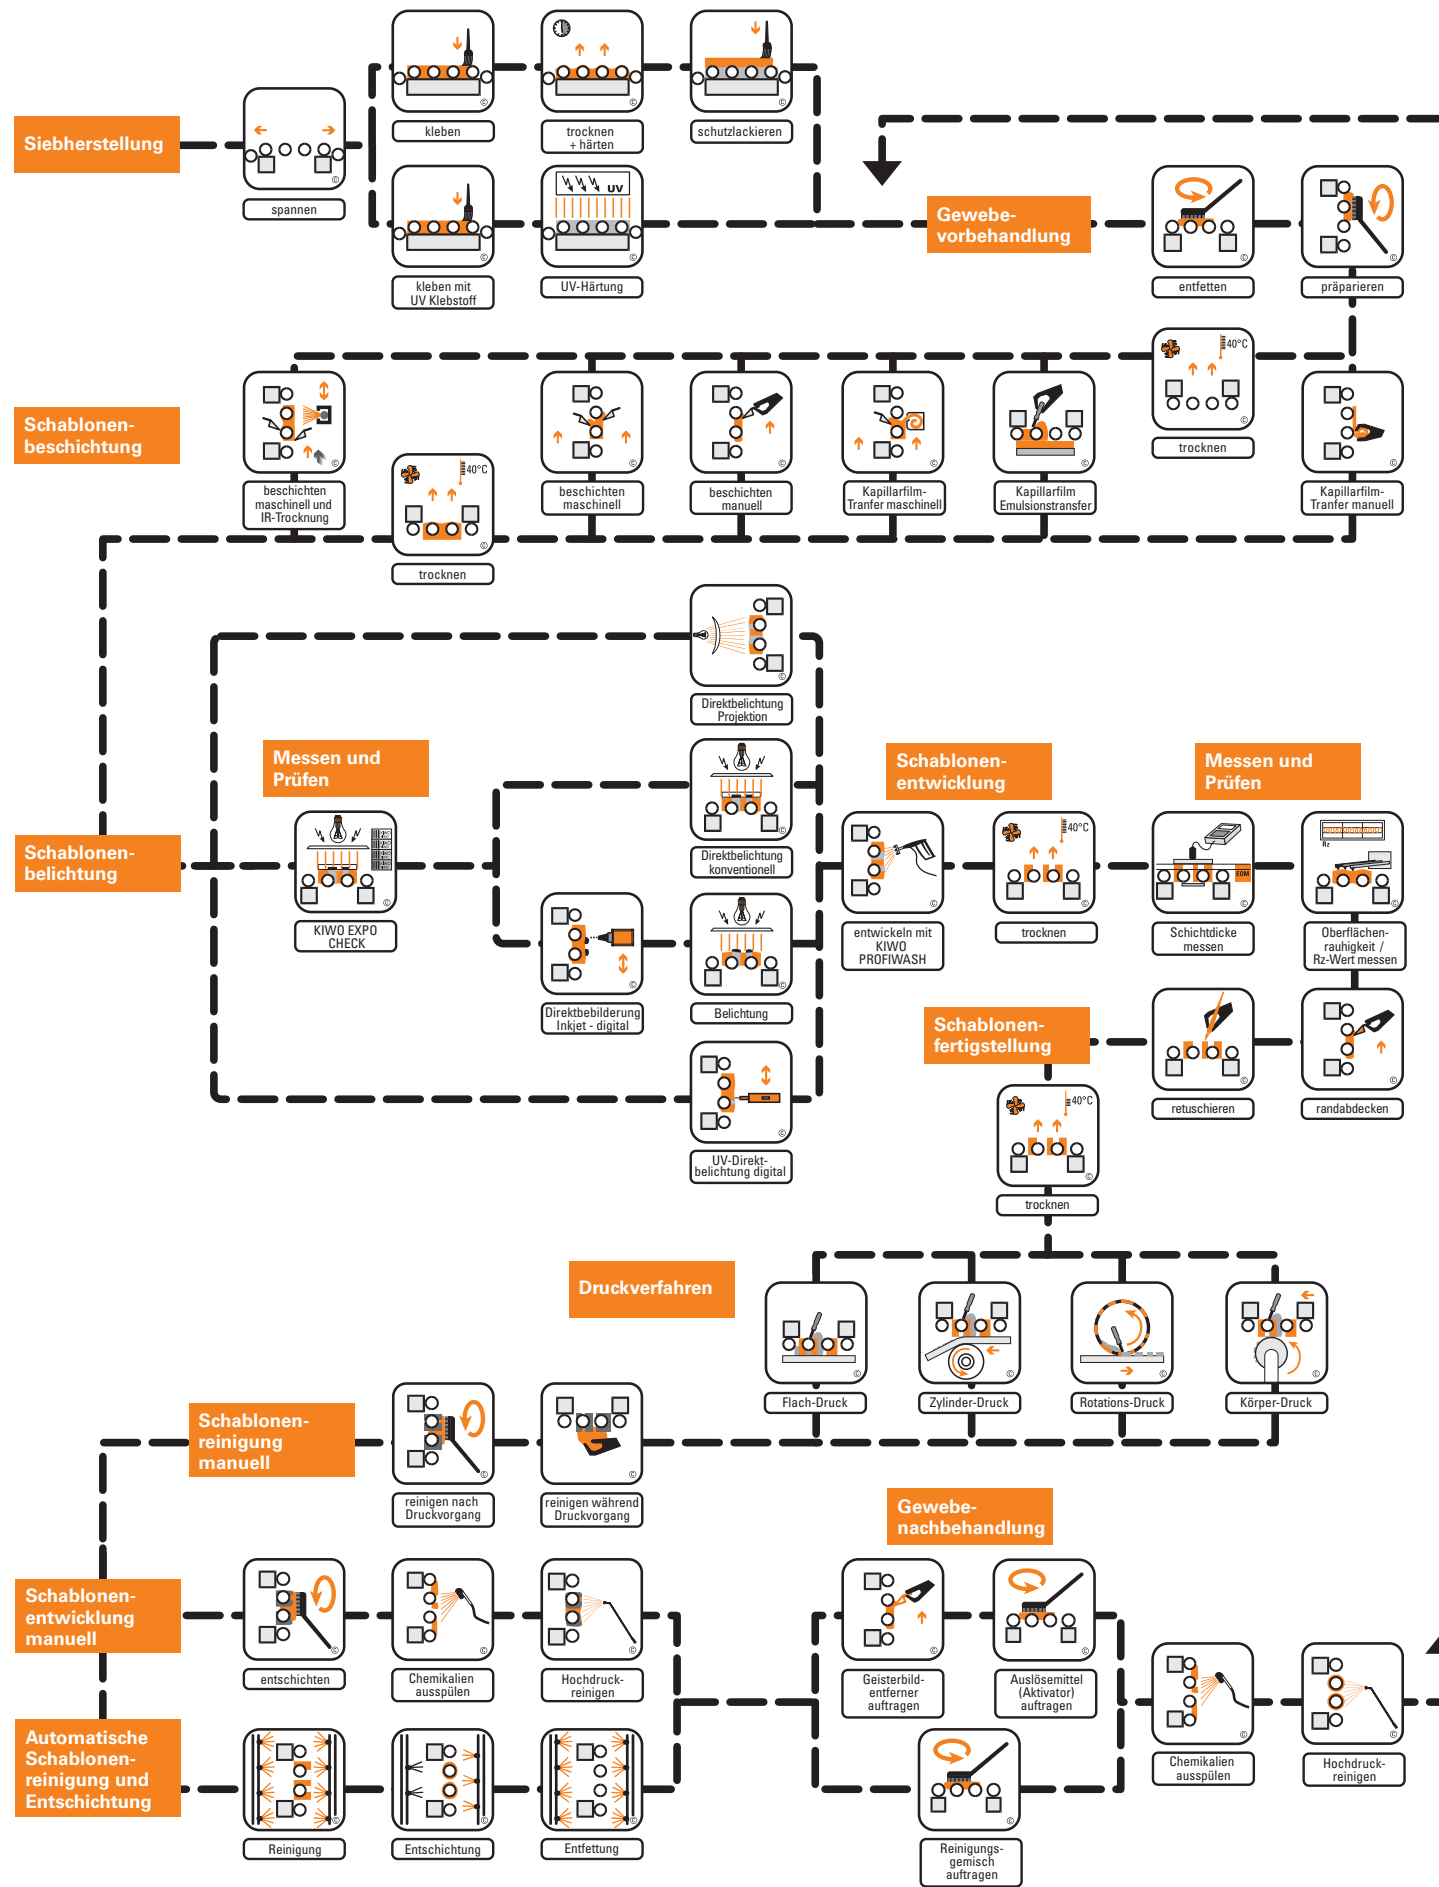 kleben
trocknen
+ härten
schutzlackieren
Siebherstellung
spannen
UV
kleben mit
UV Klebstoff
UV-Härtung
Gewebe-
vorbehandlung
entfetten
präparieren
Schablonen-
beschichtung
beschichten
maschinell und
IR-Trocknung
40°C
trocknen
beschichten
maschinell
beschichten
manuell
Kapillarfilm-
Tranfer maschinell
Kapillarfilm
Emulsionstransfer
40°C
trocknen
Kapillarfilm-
Tranfer manuell
Direktbelichtung
Projektion
Messen und
Prüfen
Schablonen-
belichtung
KIWO EXPO
CHECK
Direktbelichtung
konventionell
Direktbebilderung
Inkjet - digital
Belichtung
UV-Direkt-
belichtung digital
Schablonen-
entwicklung
entwickeln mit
KIWO
PROFIWASH
40°C
trocknen
Messen und
Prüfen
EOM
Schichtdicke
messen
Rz
Oberflächen-
rauhigkeit /
Rz-Wert messen
Schablonen-
fertigstellung
retuschieren
randabdecken
40°C
trocknen
Druckverfahren
Flach-Druck
Zylinder-Druck
Rotations-Druck
Körper-Druck
Schablonen-
reinigung
manuell
reinigen nach
Druckvorgang
reinigen während
Druckvorgang
Gewebe-
nachbehandlung
Schablonen-
entwicklung
manuell
entschichten
Chemikalien
ausspülen
Hochdruck-
reinigen
Geisterbild-
entferner
auftragen
Auslösemittel
(Aktivator)
auftragen
Chemikalien
ausspülen
Hochdruck-
reinigen
Automatische
Schablonen-
reinigung und
Entschichtung
Reinigung
Entschichtung
Entfettung
Reinigungs-
gemisch
auftragen